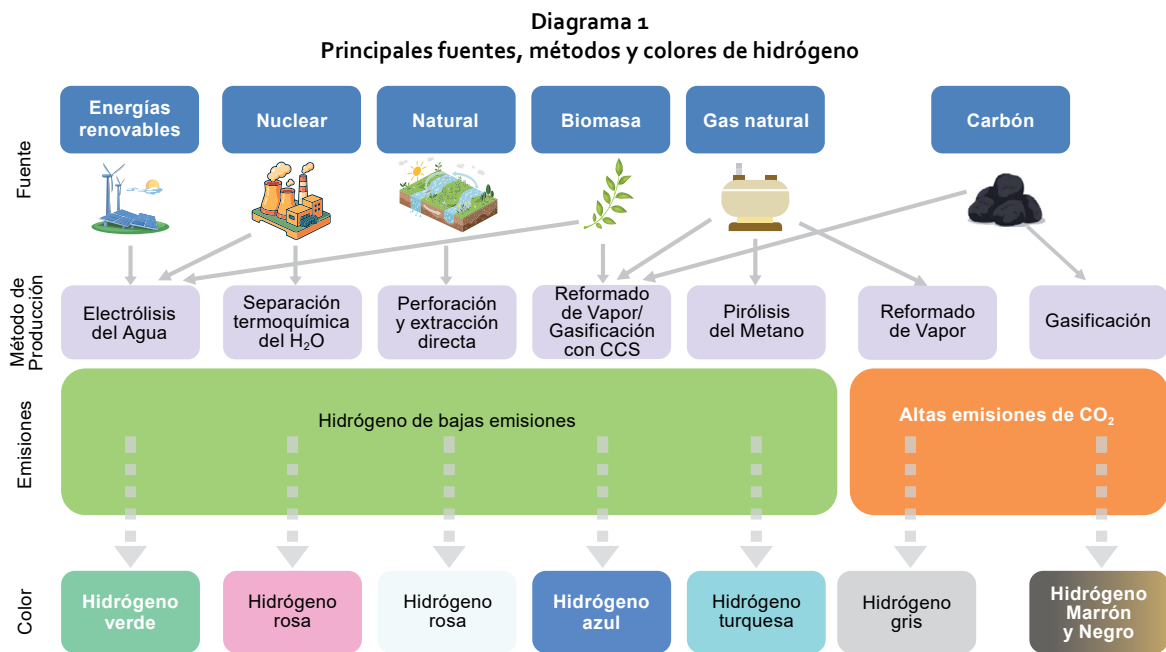 Diagrama 1
Principales fuentes, métodos y colores de hidrógeno
Fuente
Energías
renovables
Nuclear
Natural
Biomasa
Gas natural
Carbón
Método de
Producción
Electrólisis
del Agua
Separación
termoquímica
del H₂O
Perforación
y extracción
directa
Reformado
de Vapor/
Gasificación
con CCS
Pirólisis
del Metano
Reformado
de Vapor
Gasificación
Emisiones
Hidrógeno de bajas emisiones
Altas emisiones de CO₂
Color
Hidrógeno
verde
Hidrógeno
rosa
Hidrógeno
rosa
Hidrógeno
azul
Hidrógeno
turquesa
Hidrógeno
gris
Hidrógeno
Marrón
y Negro